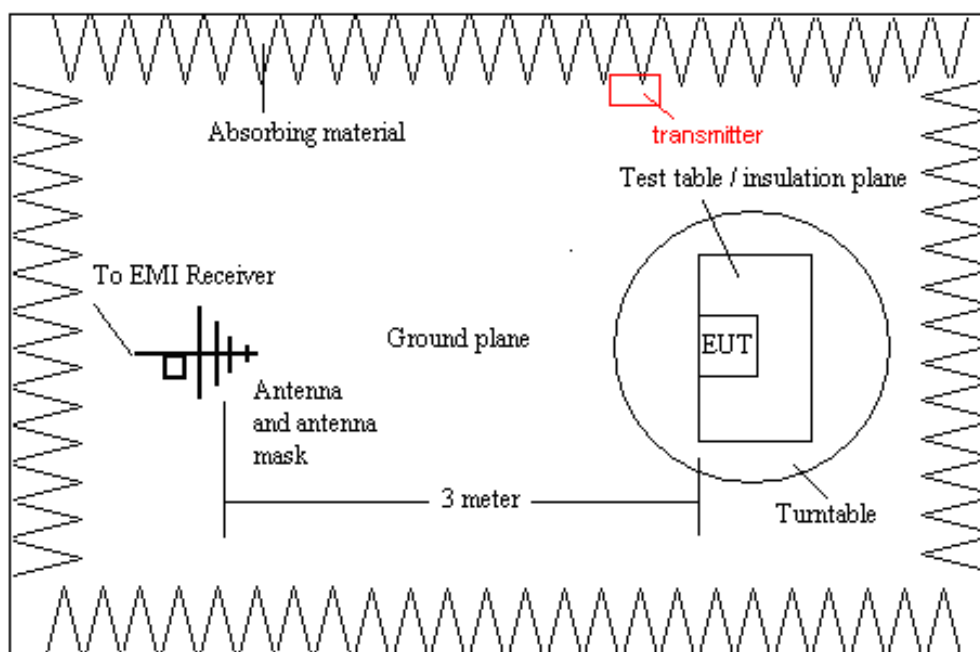 Absorbing material
transmitter
Test table / insulation plane
To EMI Receiver
Ground plane
EUT
Antenna
and antenna
mask
3 meter
Turntable